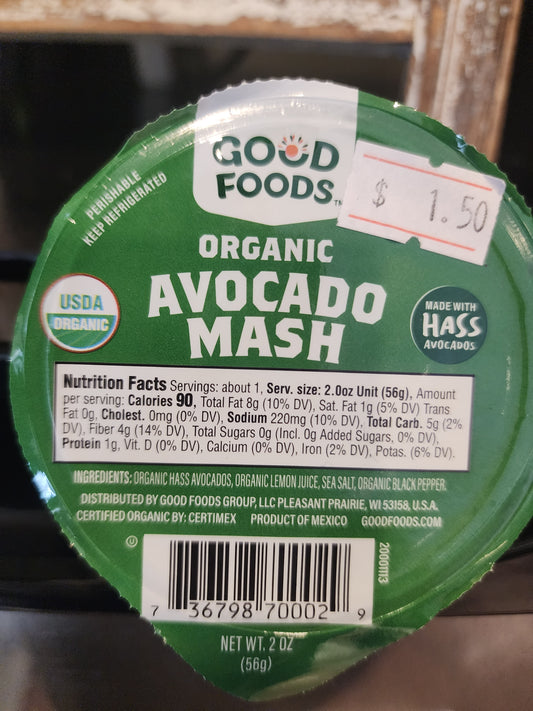 GOOD
FOODS™
$ 1.50
PERISHABLE
KEEP REFRIGERATED
ORGANIC
AVOCADO
MASH
USDA
ORGANIC
MADE WITH
HASS
AVOCADOS
Nutrition Facts Servings: about 1, Serv. size: 2.0oz Unit (56g), Amount
per serving: Calories 90, Total Fat 8g (10% DV), Sat. Fat 1g (5% DV) Trans
Fat 0g, Cholest. 0mg (0% DV), Sodium 220mg (10% DV), Total Carb. 5g (2%
DV), Fiber 4g (14% DV), Total Sugars 0g (Incl. 0g Added Sugars, 0% DV),
Protein 1g, Vit. D (0% DV), Calcium (0% DV), Iron (2% DV), Potas. (6% DV).
INGREDIENTS: ORGANIC HASS AVOCADOS, ORGANIC LEMON JUICE, SEA SALT, ORGANIC BLACK PEPPER.
DISTRIBUTED BY GOOD FOODS GROUP, LLC PLEASANT PRAIRIE, WI 53158, U.S.A.
CERTIFIED ORGANIC BY: CERTIMEX PRODUCT OF MEXICO GOODFOODS.COM
U
20001113
7 36798 70002 9
NET WT. 2 OZ
(56g)